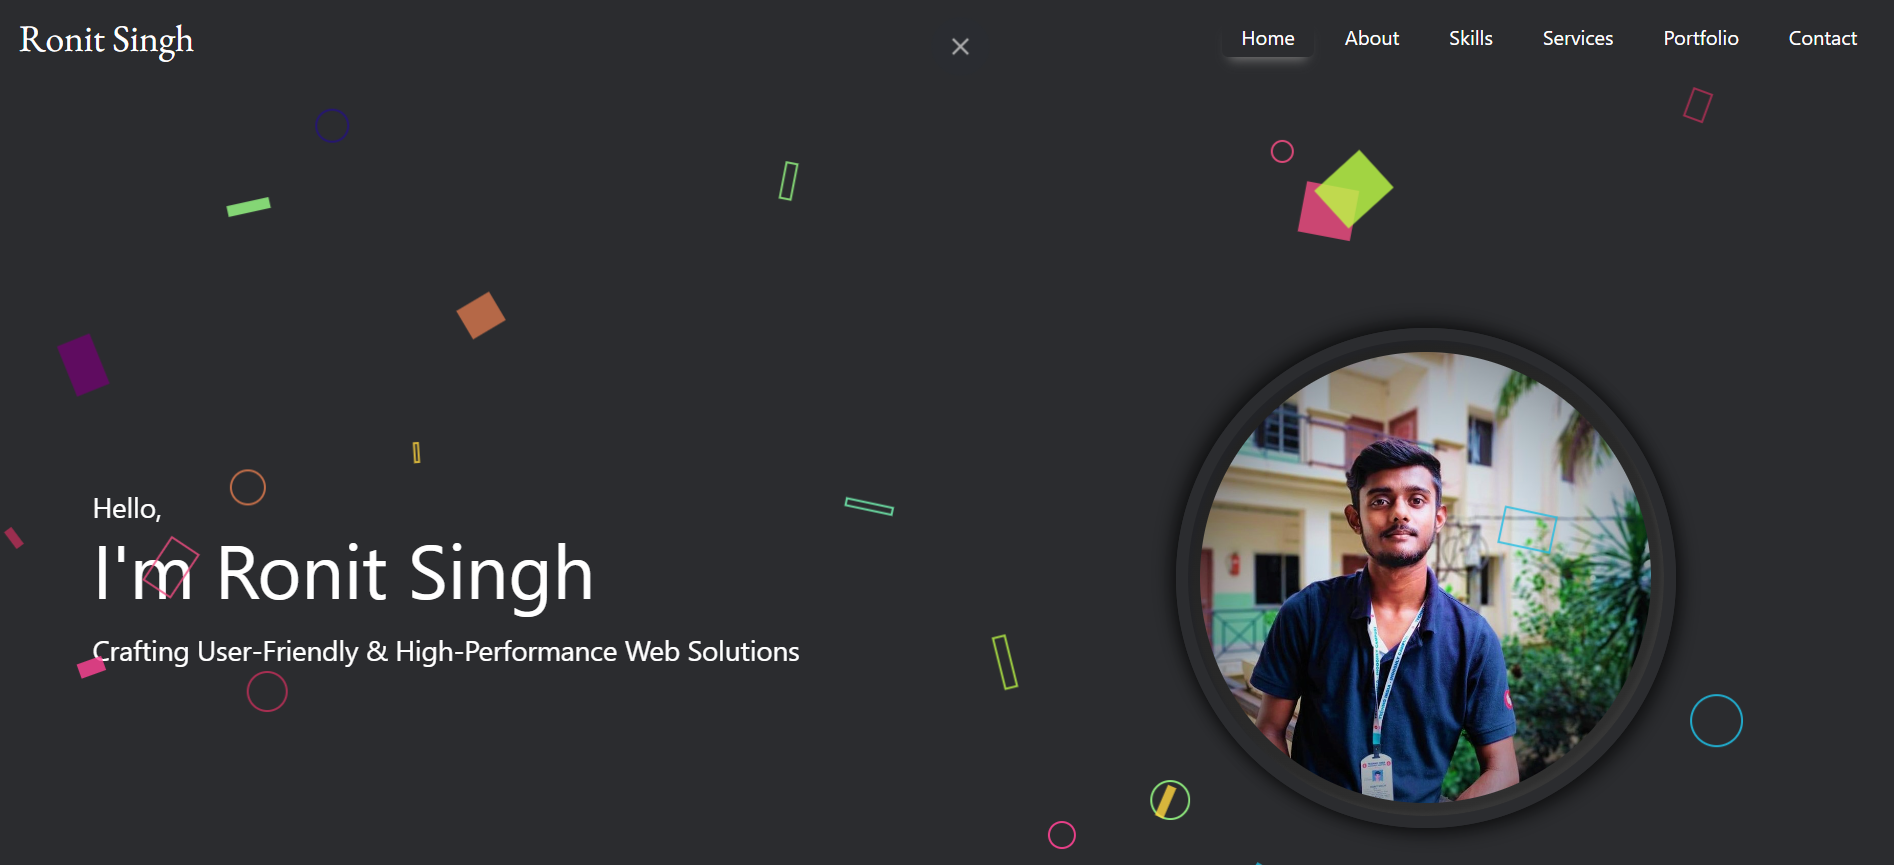 Ronit Singh
Home About Skills Services Portfolio Contact
Hello,
I'm Ronit Singh
Crafting User-Friendly & High-Performance Web Solutions